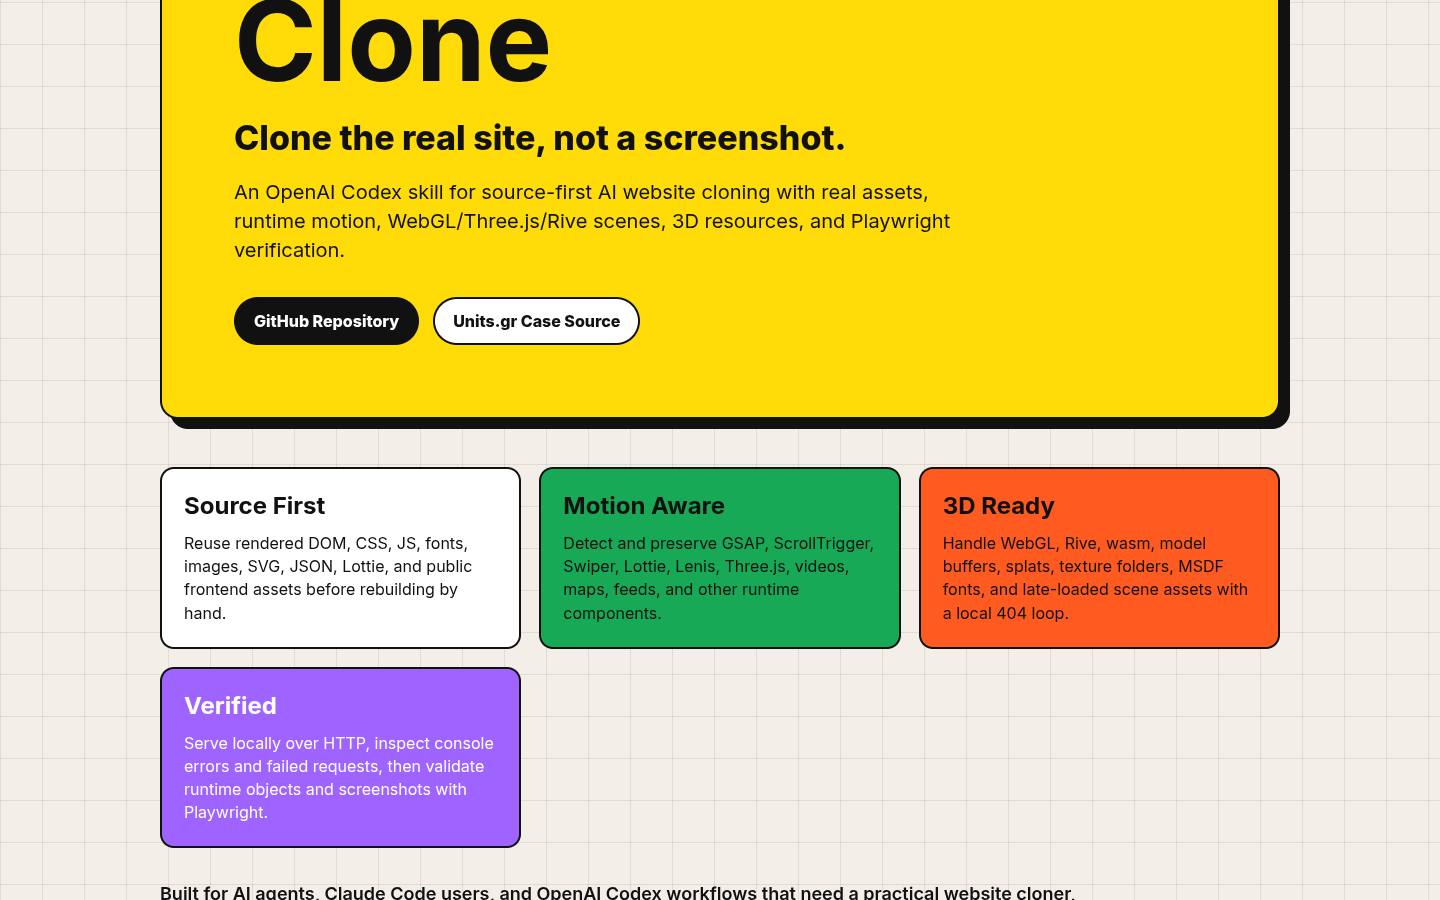 Clone
Clone the real site, not a screenshot.
An OpenAI Codex skill for source-first AI website cloning with real assets,
runtime motion, WebGL/Three.js/Rive scenes, 3D resources, and Playwright
verification.
GitHub Repository
Units.gr Case Source
Source First
Reuse rendered DOM, CSS, JS, fonts,
images, SVG, JSON, Lottie, and public
frontend assets before rebuilding by
hand.
Motion Aware
Detect and preserve GSAP, ScrollTrigger,
Swiper, Lottie, Lenis, Three.js, videos,
maps, feeds, and other runtime
components.
3D Ready
Handle WebGL, Rive, wasm, model
buffers, splats, texture folders, MSDF
fonts, and late-loaded scene assets with
a local 404 loop.
Verified
Serve locally over HTTP, inspect console
errors and failed requests, then validate
runtime objects and screenshots with
Playwright.
Built for AI agents, Claude Code users, and OpenAI Codex workflows that need a practical website cloner,